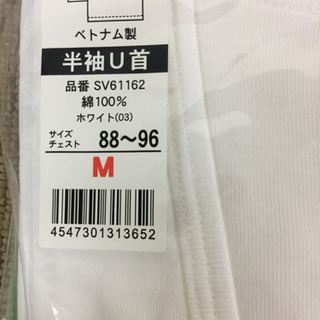 ベトナム製
半袖U首
品番 SV61162
綿100%
ホワイト(03)
サイズ
チェスト 88〜96
M
4547301313652